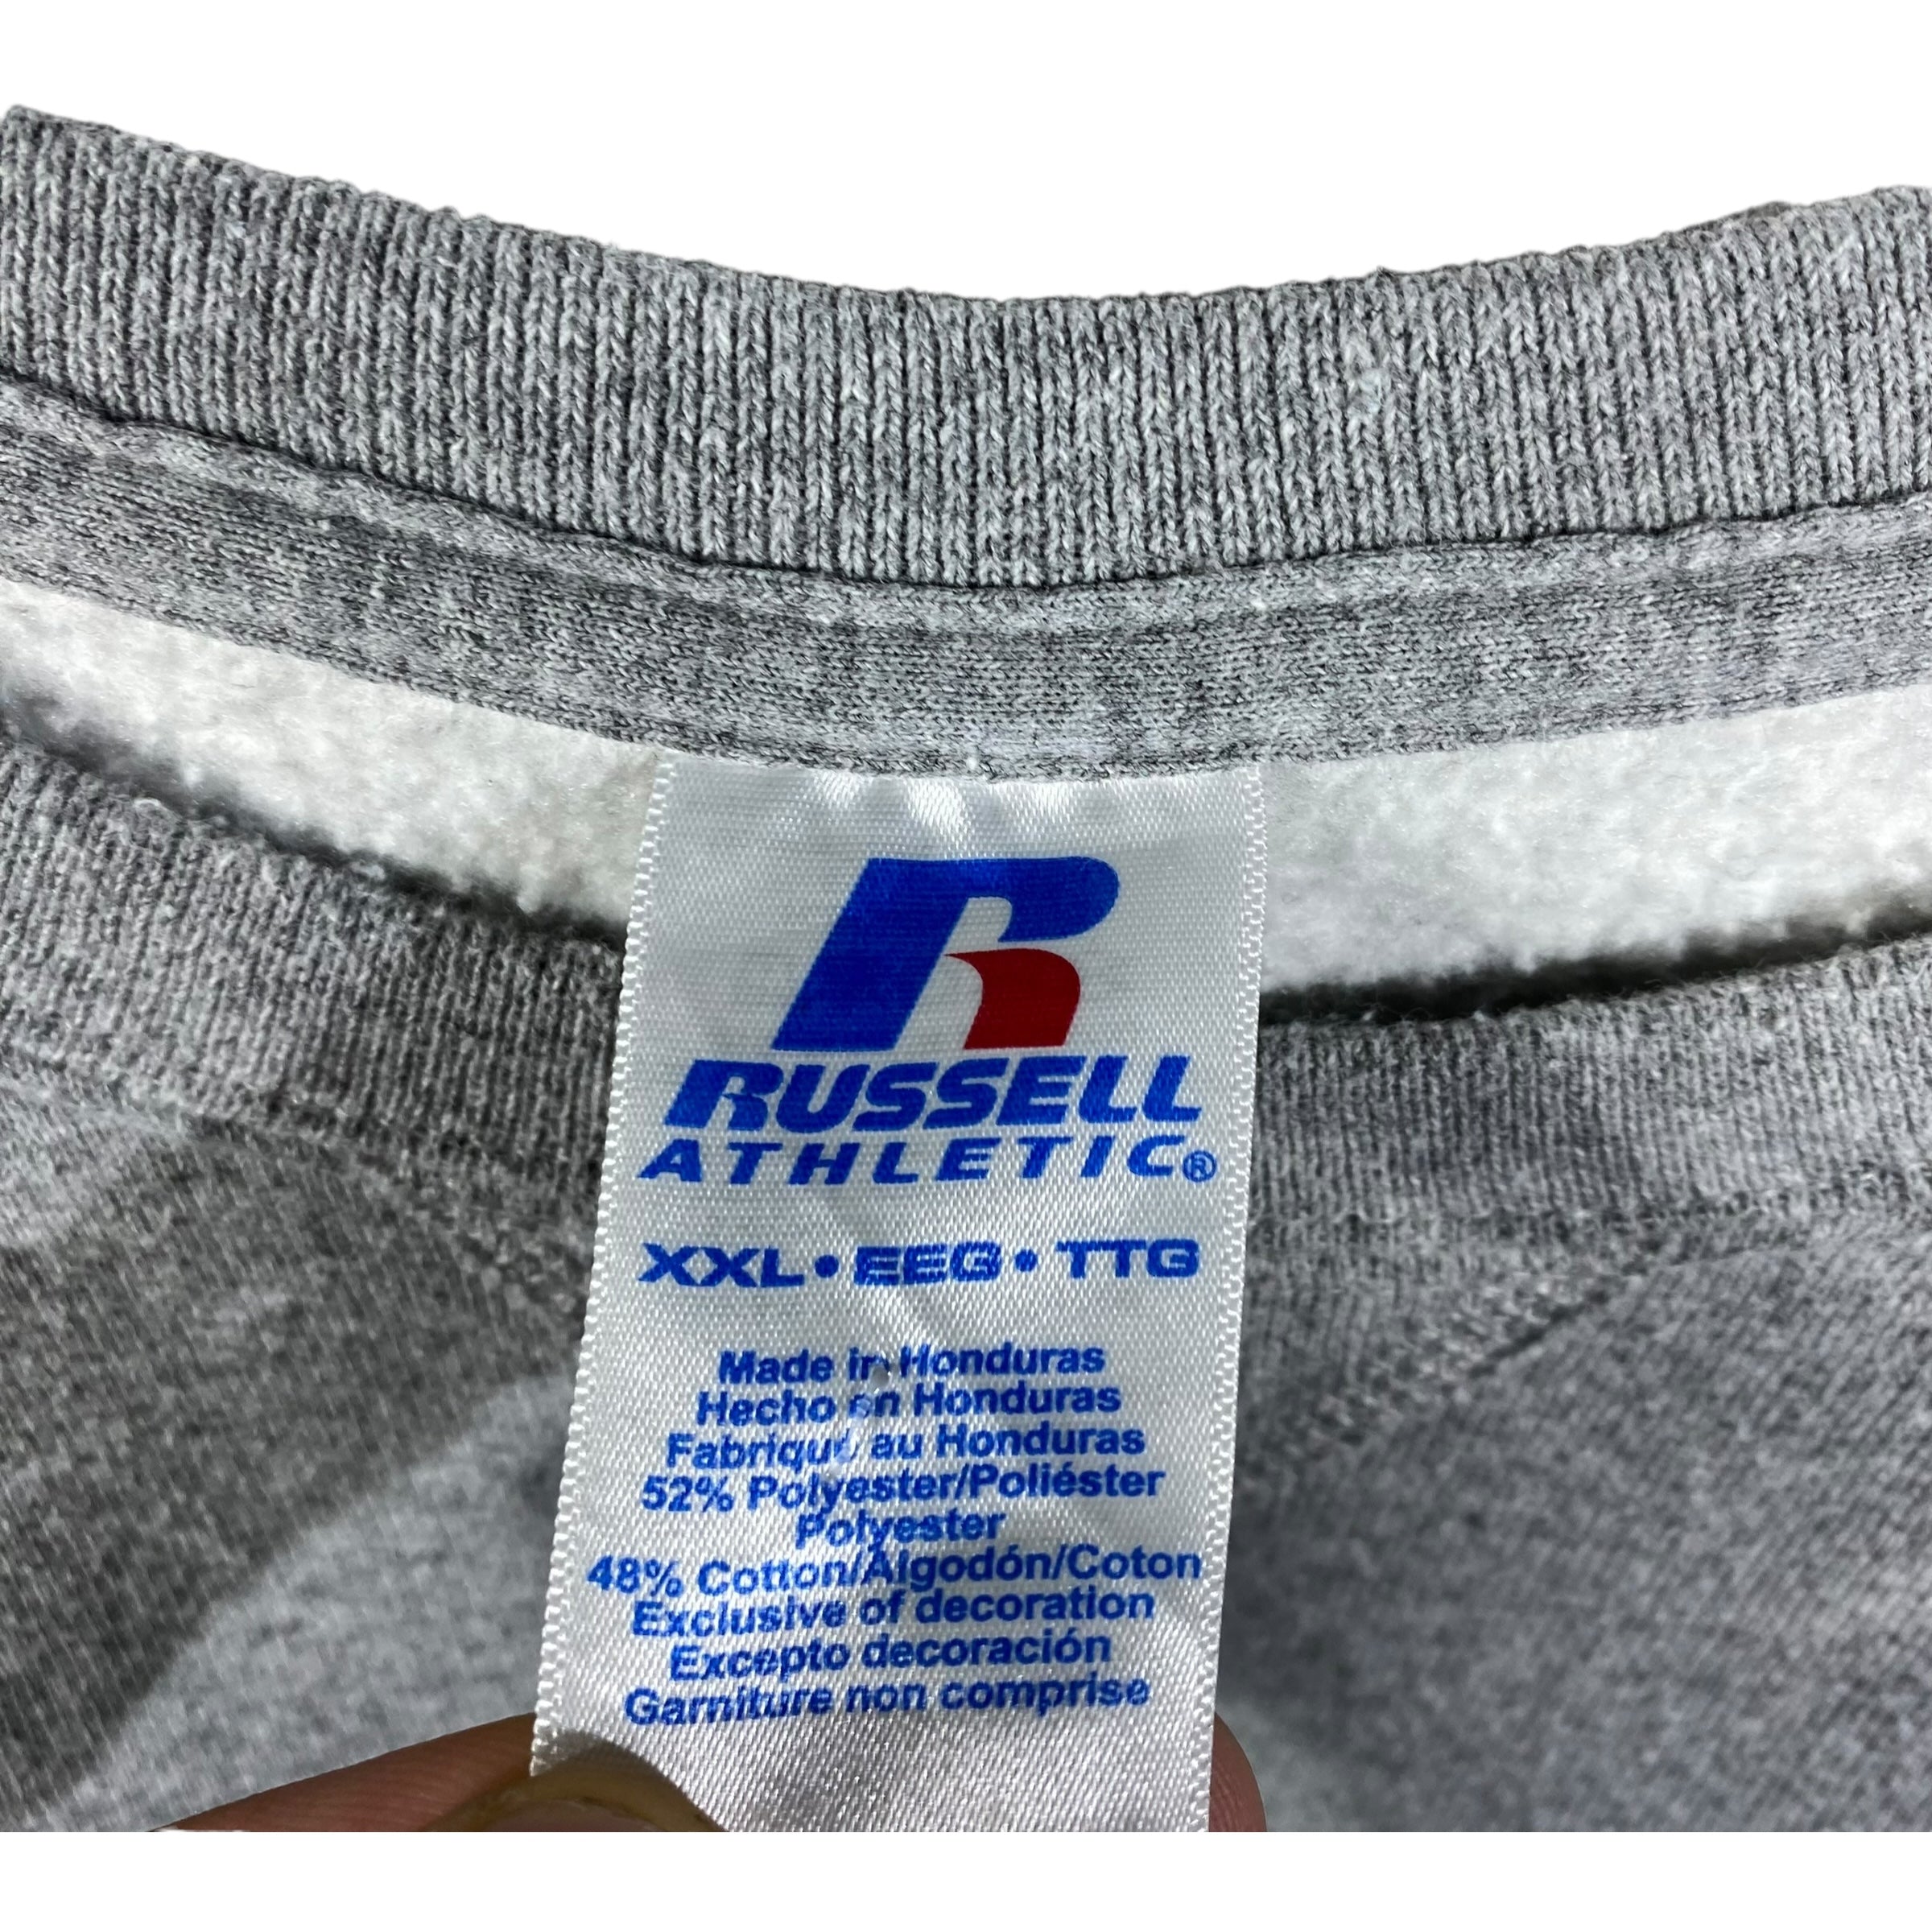 RUSSELL
ATHLETIC®
XXL • EEG • TTG
Made in Honduras
Hecho en Honduras
Fabriqué au Honduras
52% Polyester/Poliéster
Polyester
48% Cotton/Algodón/Coton
Exclusive of decoration
Excepto decoración
Garniture non comprise